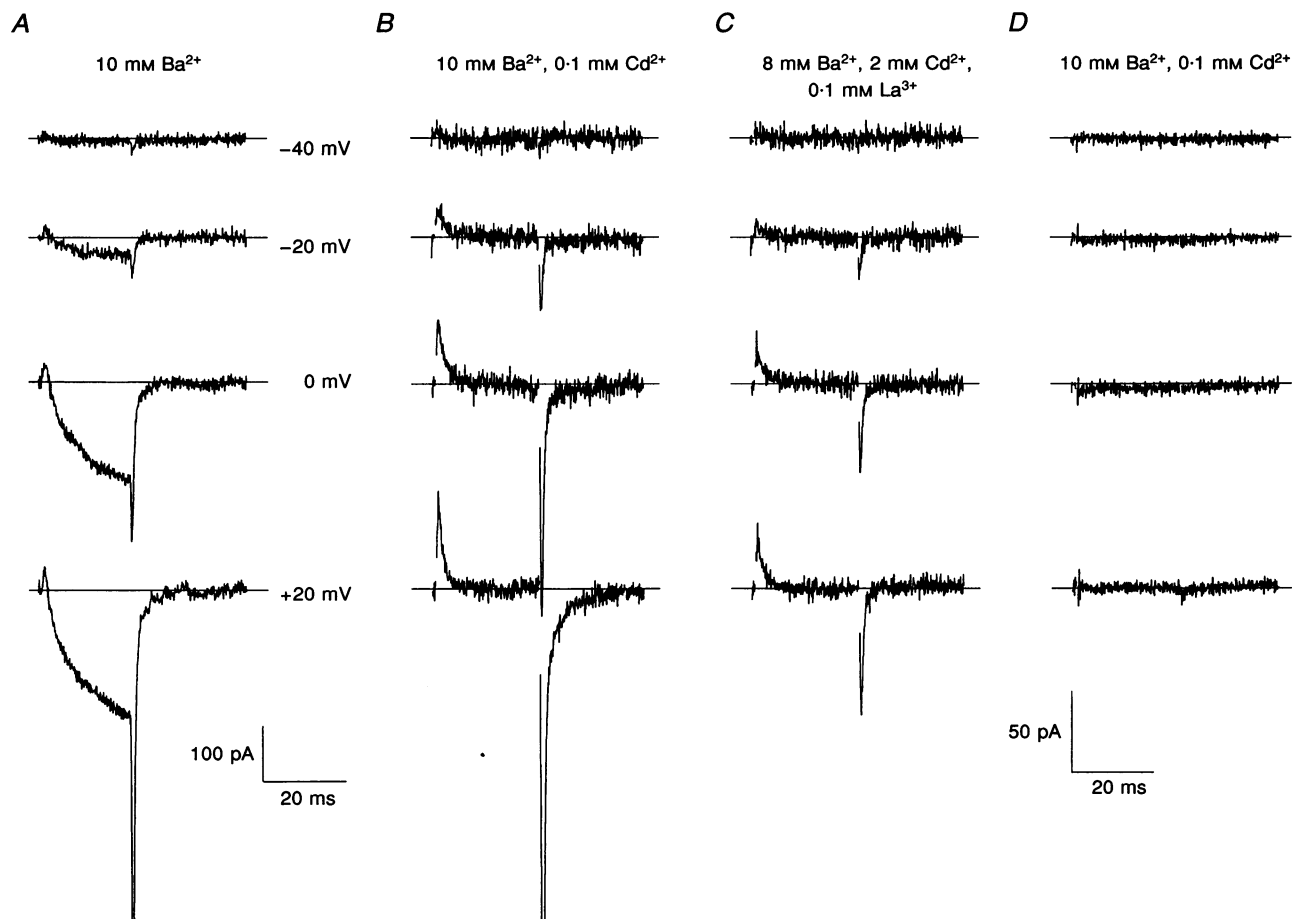 A
B
C
D
10 mM Ba²⁺
10 mM Ba²⁺, 0·1 mM Cd²⁺
8 mM Ba²⁺, 2 mM Cd²⁺,
0·1 mM La³⁺
10 mM Ba²⁺, 0·1 mM Cd²⁺
−40 mV
−20 mV
0 mV
+20 mV
100 pA
20 ms
50 pA
20 ms